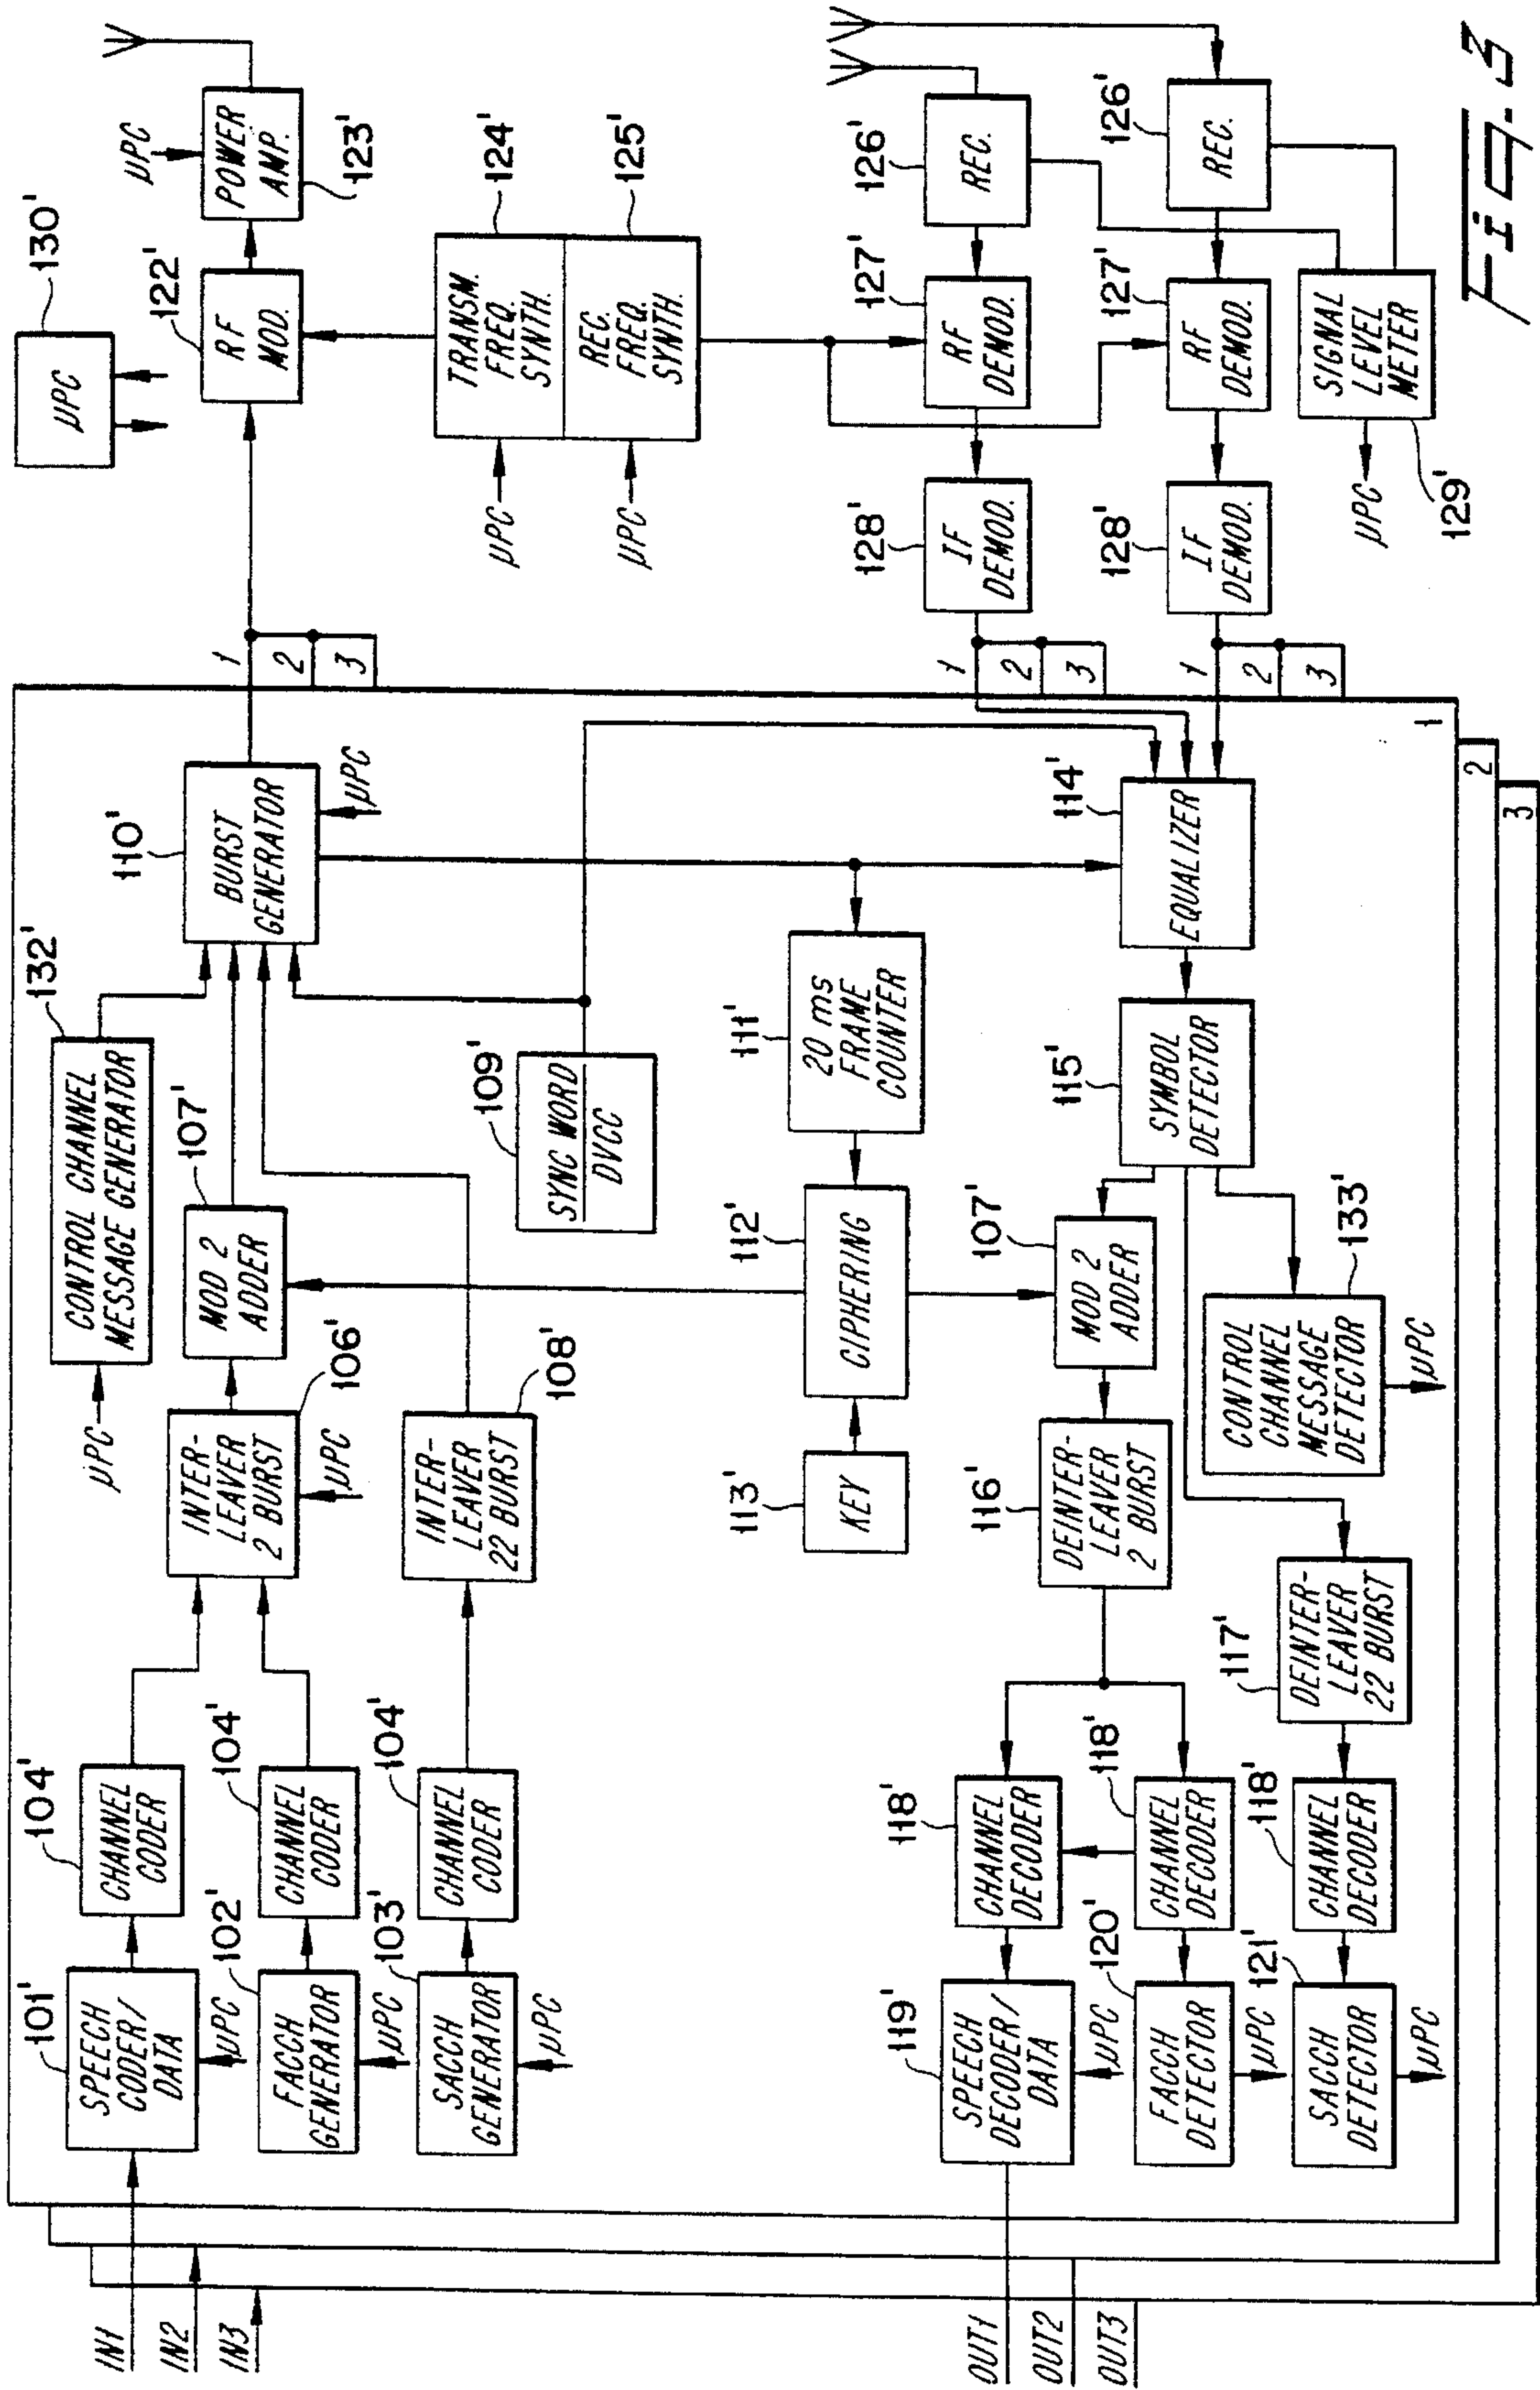 130'
µPC
µPC
122'
RF
MOD.
POWER
AMP.
123'
TRANSM.
FREQ.
SYNTH.
124'
REC.
FREQ.
SYNTH.
125'
µPC
µPC
126'
REC.
126'
REC.
127'
RF
DEMOD.
127'
RF
DEMOD.
128'
IF
DEMOD.
128'
IF
DEMOD.
SIGNAL
LEVEL
METER
129'
µPC
1
2
3
1
2
3
1
2
3
1
2
3
132'
CONTROL CHANNEL
MESSAGE GENERATOR
µPC
110'
BURST
GENERATOR
µPC
107'
MOD 2
ADDER
106'
INTER-
LEAVER
2 BURST
µPC
108'
INTER-
LEAVER
22 BURST
109'
SYNC WORD
DVCC
101'
SPEECH
CODER/
DATA
µPC
104'
CHANNEL
CODER
102'
FACCH
GENERATOR
µPC
104'
CHANNEL
CODER
103'
SACCH
GENERATOR
µPC
104'
CHANNEL
CODER
111'
20 ms
FRAME
COUNTER
112'
CIPHERING
113'
KEY
114'
EQUALIZER
115'
SYMBOL
DETECTOR
107'
MOD 2
ADDER
133'
CONTROL
CHANNEL
MESSAGE
DETECTOR
µPC
116'
DEINTER-
LEAVER
2 BURST
117'
DEINTER-
LEAVER
22 BURST
118'
CHANNEL
DECODER
118'
CHANNEL
DECODER
118'
CHANNEL
DECODER
119'
SPEECH
DECODER/
DATA
µPC
120'
FACCH
DETECTOR
µPC
121'
SACCH
DETECTOR
µPC
IN1
IN2
IN3
OUT1
OUT2
OUT3
Fig. 3